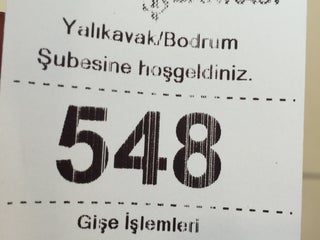 Yalıkavak/Bodrum
Şubesine hoşgeldiniz.
548
Gişe İşlemleri